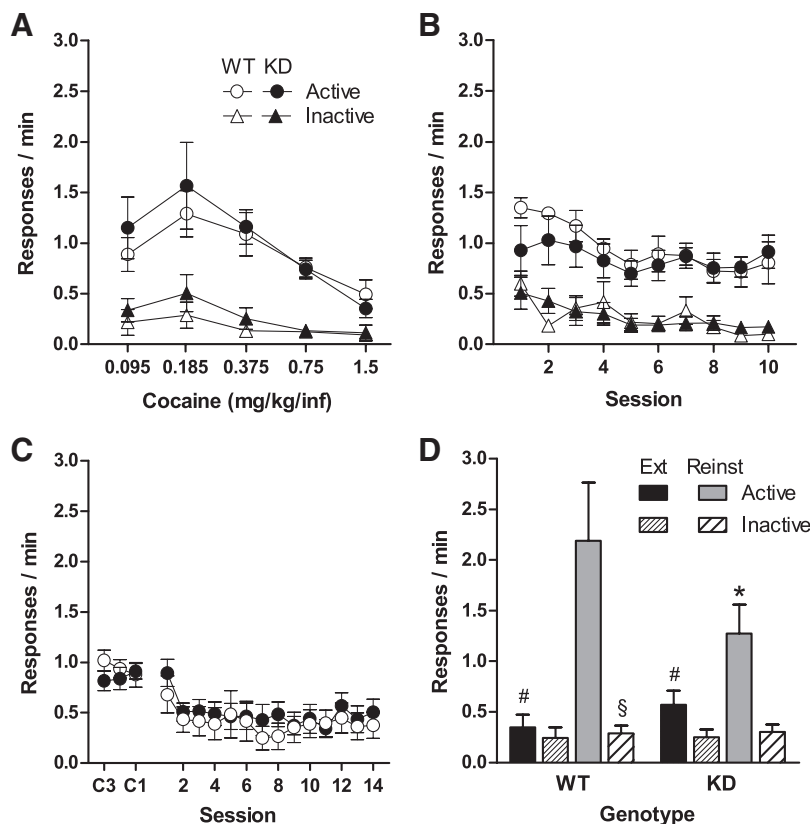 A
3.0
2.5
2.0
1.5
1.0
0.5
0.0
Responses / min
WT KD
Active
Inactive
0.095 0.185 0.375 0.75 1.5
Cocaine (mg/kg/inf)
B
3.0
2.5
2.0
1.5
1.0
0.5
0.0
Responses / min
2 4 6 8 10
Session
C
3.0
2.5
2.0
1.5
1.0
0.5
0.0
Responses / min
C3 C1 2 4 6 8 10 12 14
Session
D
3.0
2.5
2.0
1.5
1.0
0.5
0.0
Responses / min
Ext Reinst
Active
Inactive
*
#
#
§
WT KD
Genotype